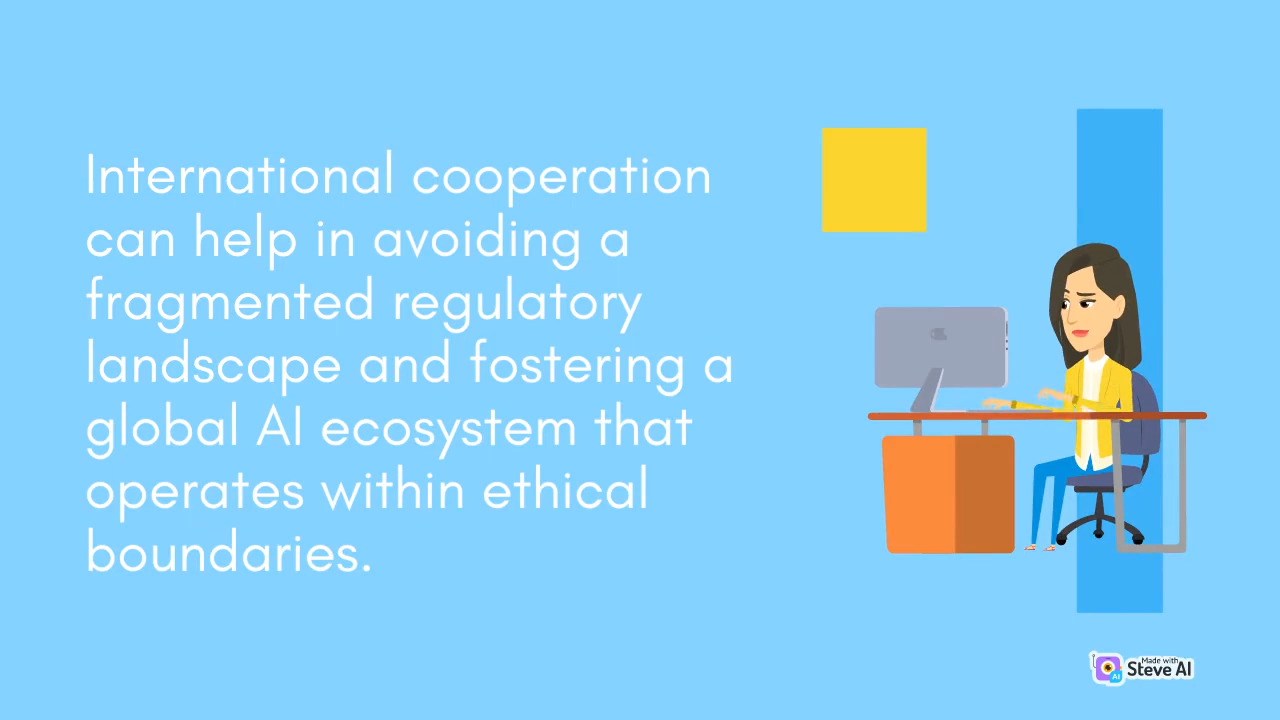 International cooperation
can help in avoiding a
fragmented regulatory
landscape and fostering a
global AI ecosystem that
operates within ethical
boundaries.
Made with
Steve AI
AI